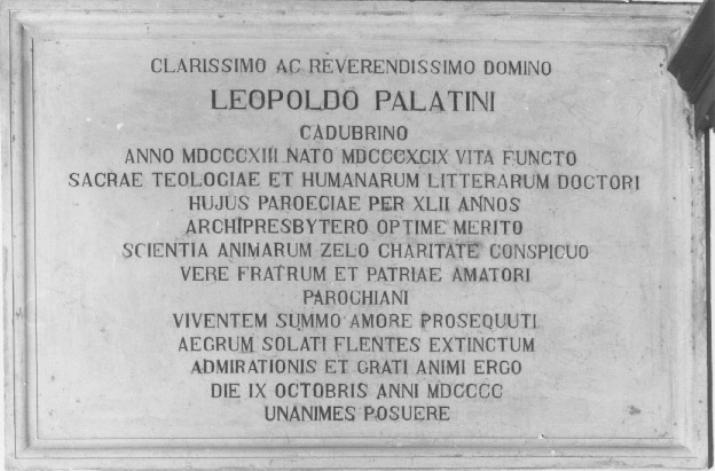 CLARISSIMO AC REVERENDISSIMO DOMINO
LEOPOLDO PALATINI
CADUBRINO
ANNO MDCCCXIII NATO MDCCCXCIX VITA FUNCTO
SACRAE TEOLOGIAE ET HUMANARUM LITTERARUM DOCTORI
HUJUS PAROECIAE PER XLII ANNOS
ARCHIPRESBYTERO OPTIME MERITO
SCIENTIA ANIMARUM ZELO CHARITATE CONSPICUO
VERE FRATRUM ET PATRIAE AMATORI
PAROCHIANI
VIVENTEM SUMMO AMORE PROSEQUUTI
AEGRUM SOLATI FLENTES EXTINCTUM
ADMIRATIONIS ET GRATI ANIMI ERGO
DIE IX OCTOBRIS ANNI MDCCCC
UNANIMES POSUERE